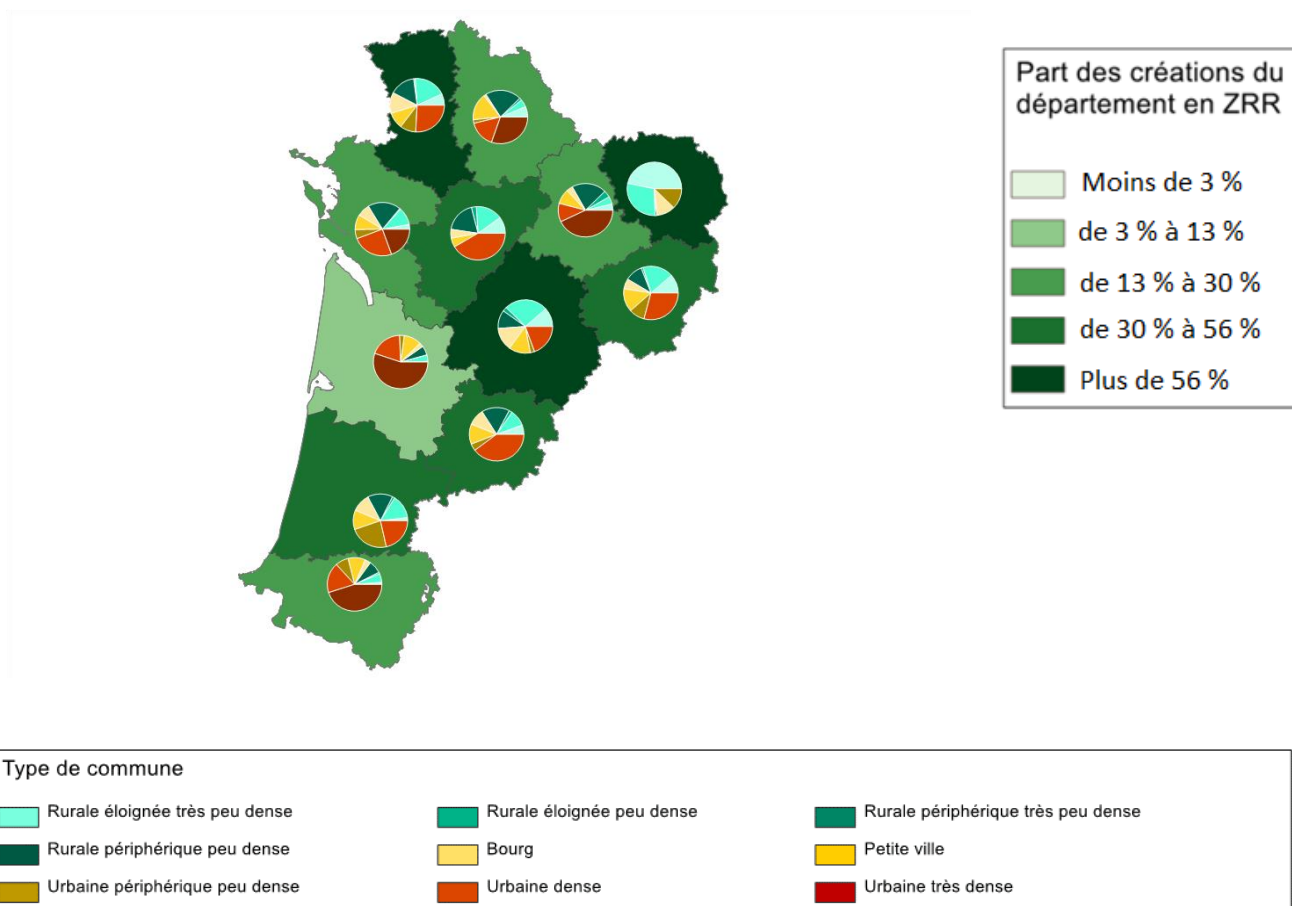 Part des créations du
département en ZRR
Moins de 3 %
de 3 % à 13 %
de 13 % à 30 %
de 30 % à 56 %
Plus de 56 %
Type de commune
Rurale éloignée très peu dense
Rurale éloignée peu dense
Rurale périphérique très peu dense
Rurale périphérique peu dense
Bourg
Petite ville
Urbaine périphérique peu dense
Urbaine dense
Urbaine très dense